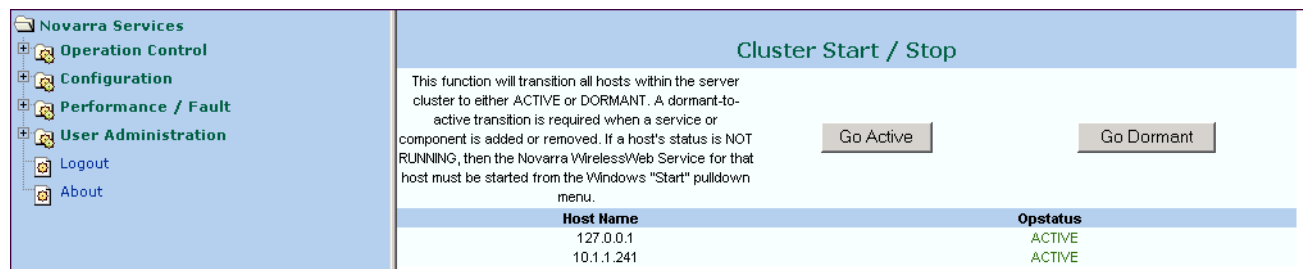 Novarra Services
Operation Control
Configuration
Performance / Fault
User Administration
Logout
About
Cluster Start / Stop
This function will transition all hosts within the server
cluster to either ACTIVE or DORMANT. A dormant-to-
active transition is required when a service or
component is added or removed. If a host's status is NOT
RUNNING, then the Novarra WirelessWeb Service for that
host must be started from the Windows "Start" pulldown
menu.
Go Active
Go Dormant
Host Name Opstatus
127.0.0.1 ACTIVE
10.1.1.241 ACTIVE